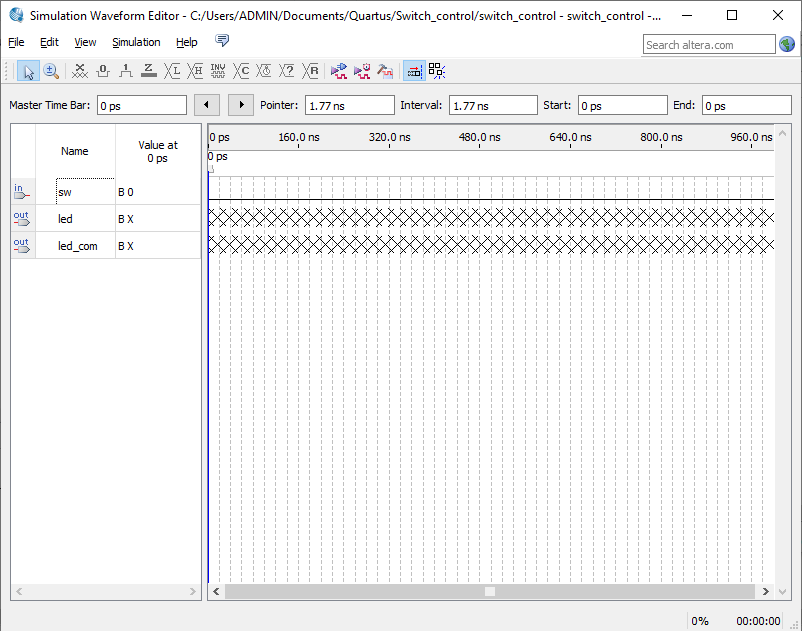 Simulation Waveform Editor - C:/Users/ADMIN/Documents/Quartus/Switch_control/switch_control - switch_control -...
File Edit View Simulation Help
Search altera.com
Master Time Bar: 0 ps Pointer: 1.77 ns Interval: 1.77 ns Start: 0 ps End: 0 ps
Name Value at
0 ps
0 ps 160.0 ns 320.0 ns 480.0 ns 640.0 ns 800.0 ns 960.0 ns
0 ps
in sw B 0
out led B X
out led_com B X
0% 00:00:00